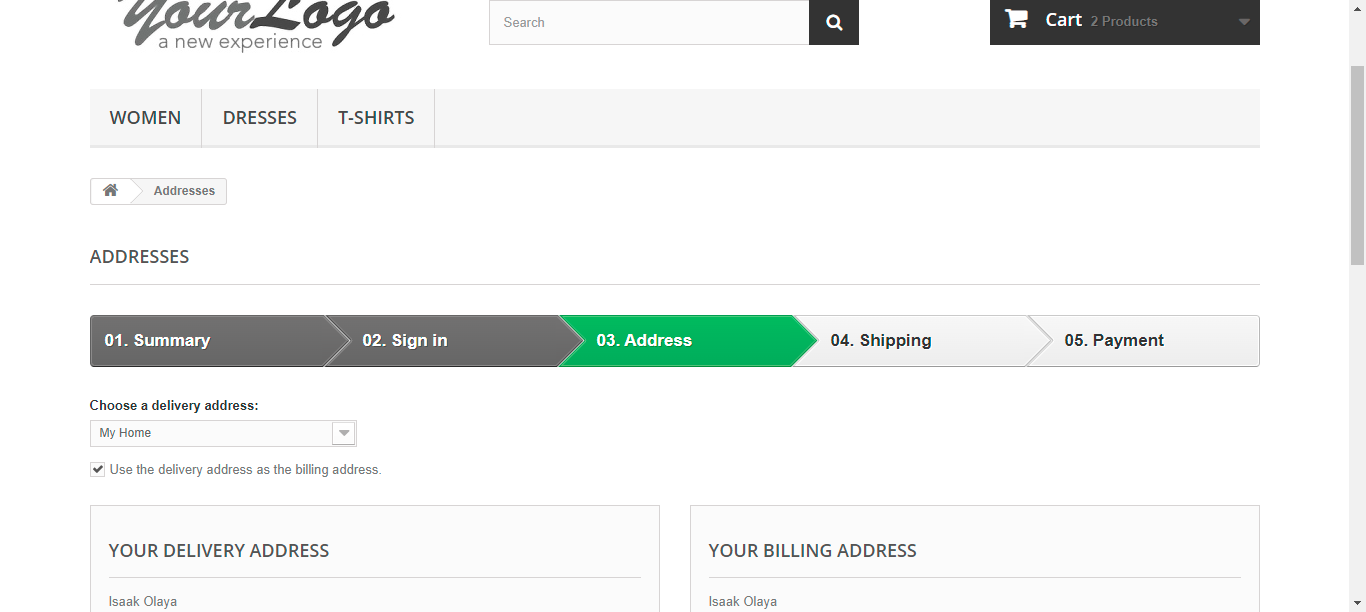 YourLogo
a new experience
Search
Cart 2 Products
WOMEN
DRESSES
T-SHIRTS
Addresses
ADDRESSES
01. Summary
02. Sign in
03. Address
04. Shipping
05. Payment
Choose a delivery address:
My Home
Use the delivery address as the billing address.
YOUR DELIVERY ADDRESS
Isaak Olaya
YOUR BILLING ADDRESS
Isaak Olaya